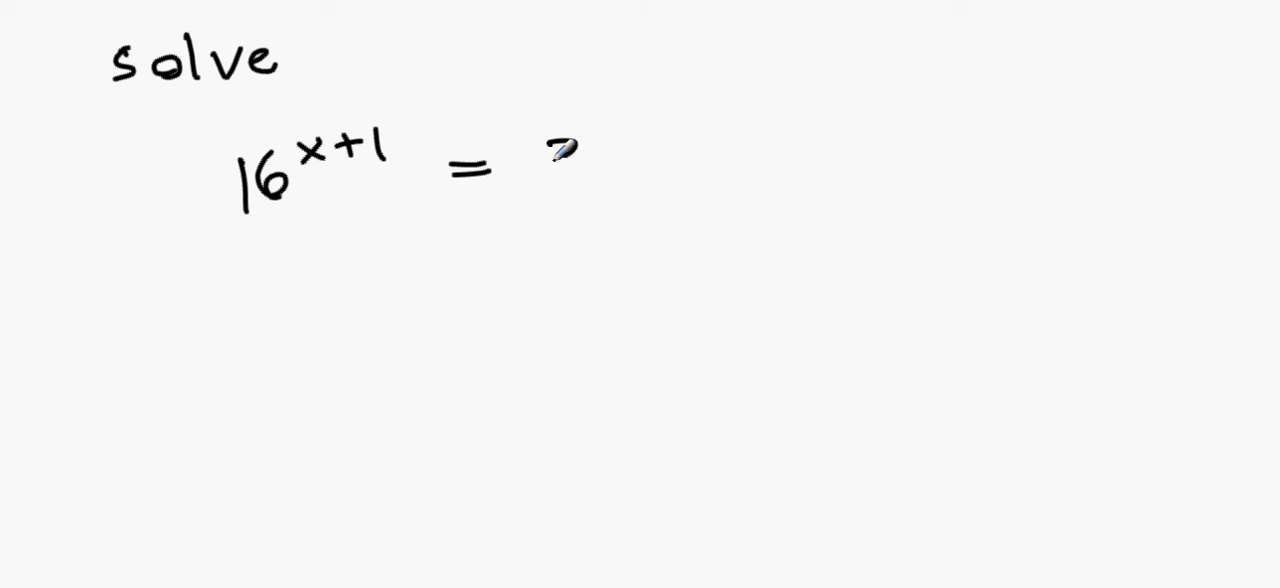 solve
16^{x+1} =